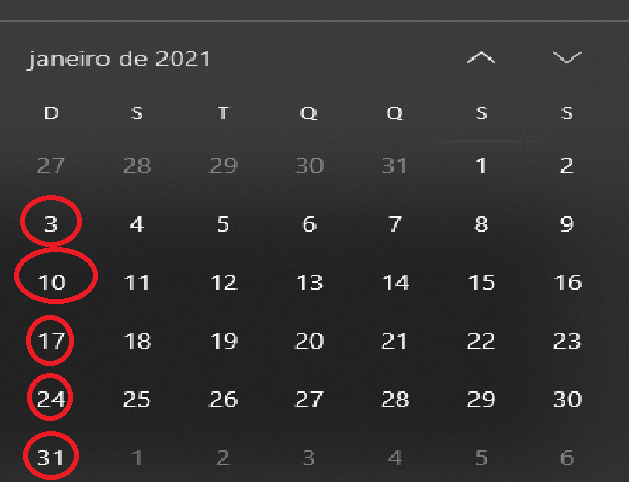 janeiro de 2021
D S T Q Q S S
27 28 29 30 31 1 2
3 4 5 6 7 8 9
10 11 12 13 14 15 16
17 18 19 20 21 22 23
24 25 26 27 28 29 30
31 1 2 3 4 5 6